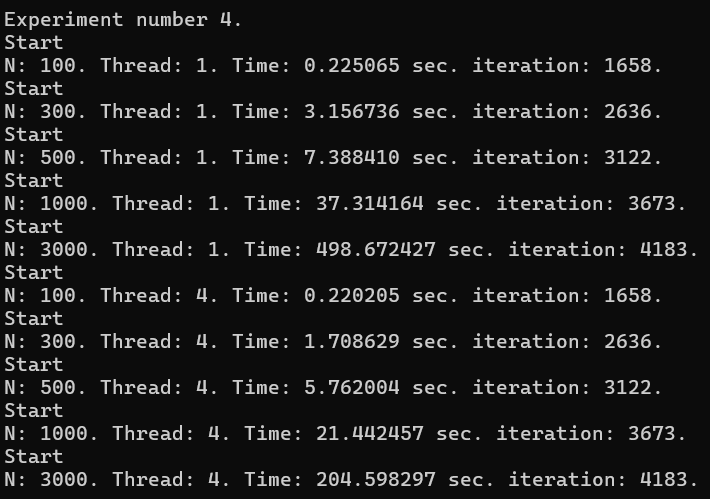 Experiment number 4.
Start
N: 100. Thread: 1. Time: 0.225065 sec. iteration: 1658.
Start
N: 300. Thread: 1. Time: 3.156736 sec. iteration: 2636.
Start
N: 500. Thread: 1. Time: 7.388410 sec. iteration: 3122.
Start
N: 1000. Thread: 1. Time: 37.314164 sec. iteration: 3673.
Start
N: 3000. Thread: 1. Time: 498.672427 sec. iteration: 4183.
Start
N: 100. Thread: 4. Time: 0.220205 sec. iteration: 1658.
Start
N: 300. Thread: 4. Time: 1.708629 sec. iteration: 2636.
Start
N: 500. Thread: 4. Time: 5.762004 sec. iteration: 3122.
Start
N: 1000. Thread: 4. Time: 21.442457 sec. iteration: 3673.
Start
N: 3000. Thread: 4. Time: 204.598297 sec. iteration: 4183.